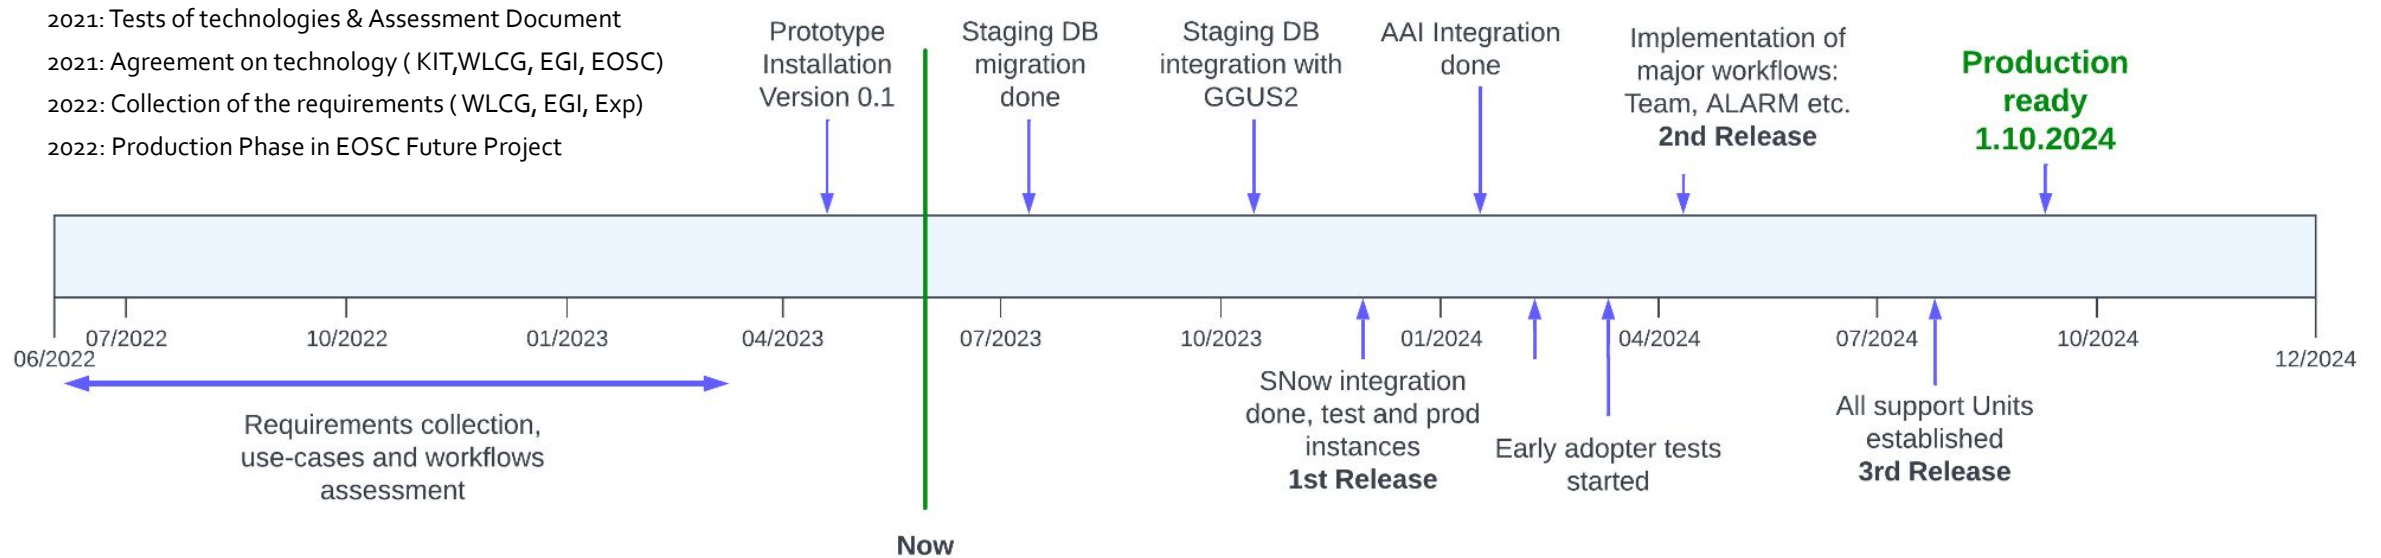 2021: Tests of technologies & Assessment Document
2021: Agreement on technology ( KIT,WLCG, EGI, EOSC)
2022: Collection of the requirements ( WLCG, EGI, Exp)
2022: Production Phase in EOSC Future Project
Prototype
Installation
Version 0.1
Staging DB
migration
done
Staging DB
integration with
GGUS2
AAI Integration
done
Implementation of
major workflows:
Team, ALARM etc.
2nd Release
Production
ready
1.10.2024
06/2022
07/2022
10/2022
01/2023
04/2023
07/2023
10/2023
01/2024
04/2024
07/2024
10/2024
12/2024
Requirements collection,
use-cases and workflows
assessment
Now
SNow integration
done, test and prod
instances
1st Release
Early adopter tests
started
All support Units
established
3rd Release